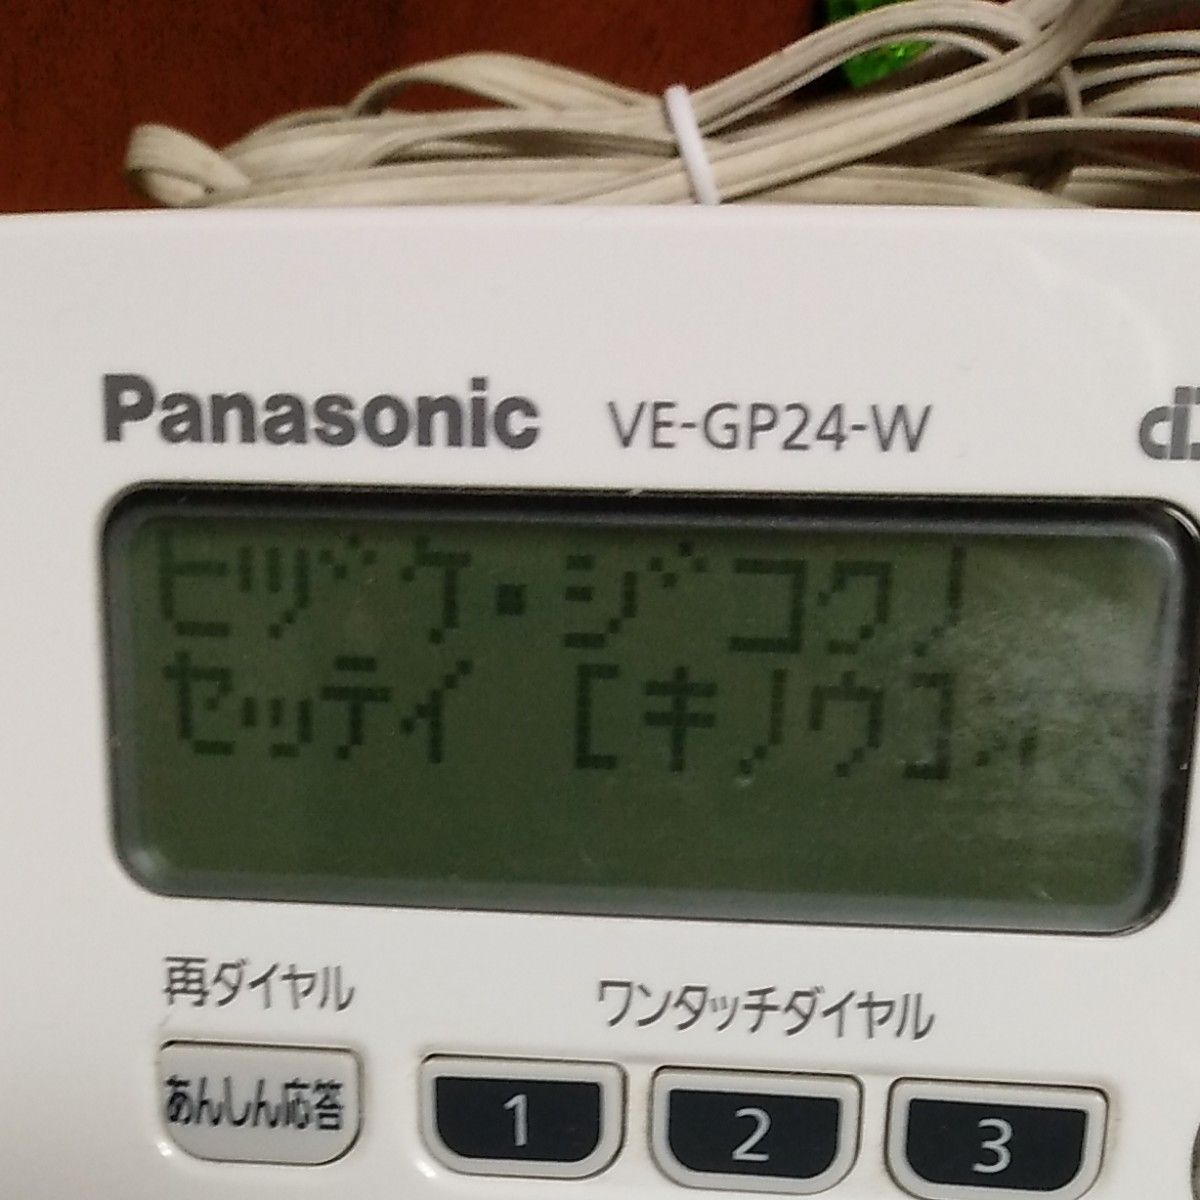 Panasonic VE-GP24-W
ヒヅケ・ジコクノ
セッテイ [キノウ]
再ダイヤル
ワンタッチダイヤル
あんしん応答
1
2
3